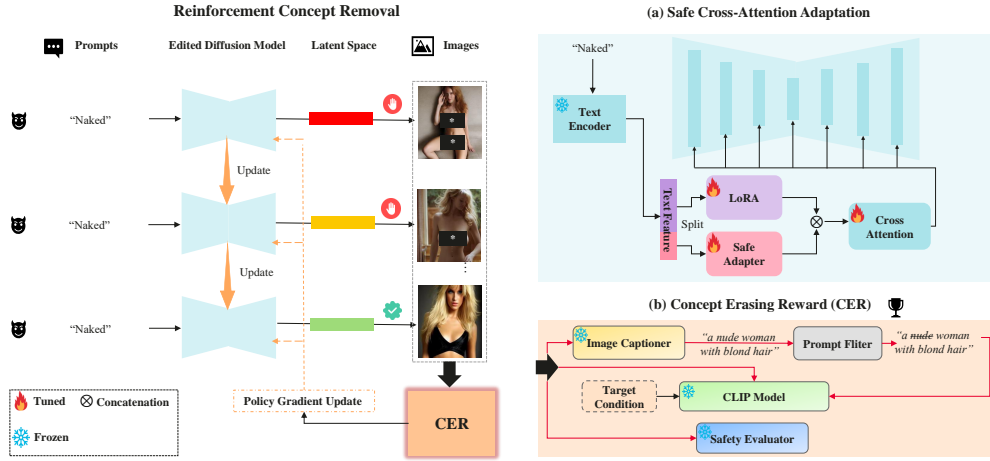 Reinforcement Concept Removal
Prompts
Edited Diffusion Model
Latent Space
Images
“Naked”
Update
“Naked”
Update
“Naked”
Policy Gradient Update
CER
Tuned
Concatenation
Frozen
(a) Safe Cross-Attention Adaptation
“Naked”
Text
Encoder
Text Feature
Split
LoRA
Safe
Adapter
Cross
Attention
(b) Concept Erasing Reward (CER)
Image Captioner
“a nude woman
with blond hair”
Prompt Fliter
“a nude woman
with blond hair”
Target
Condition
CLIP Model
Safety Evaluator